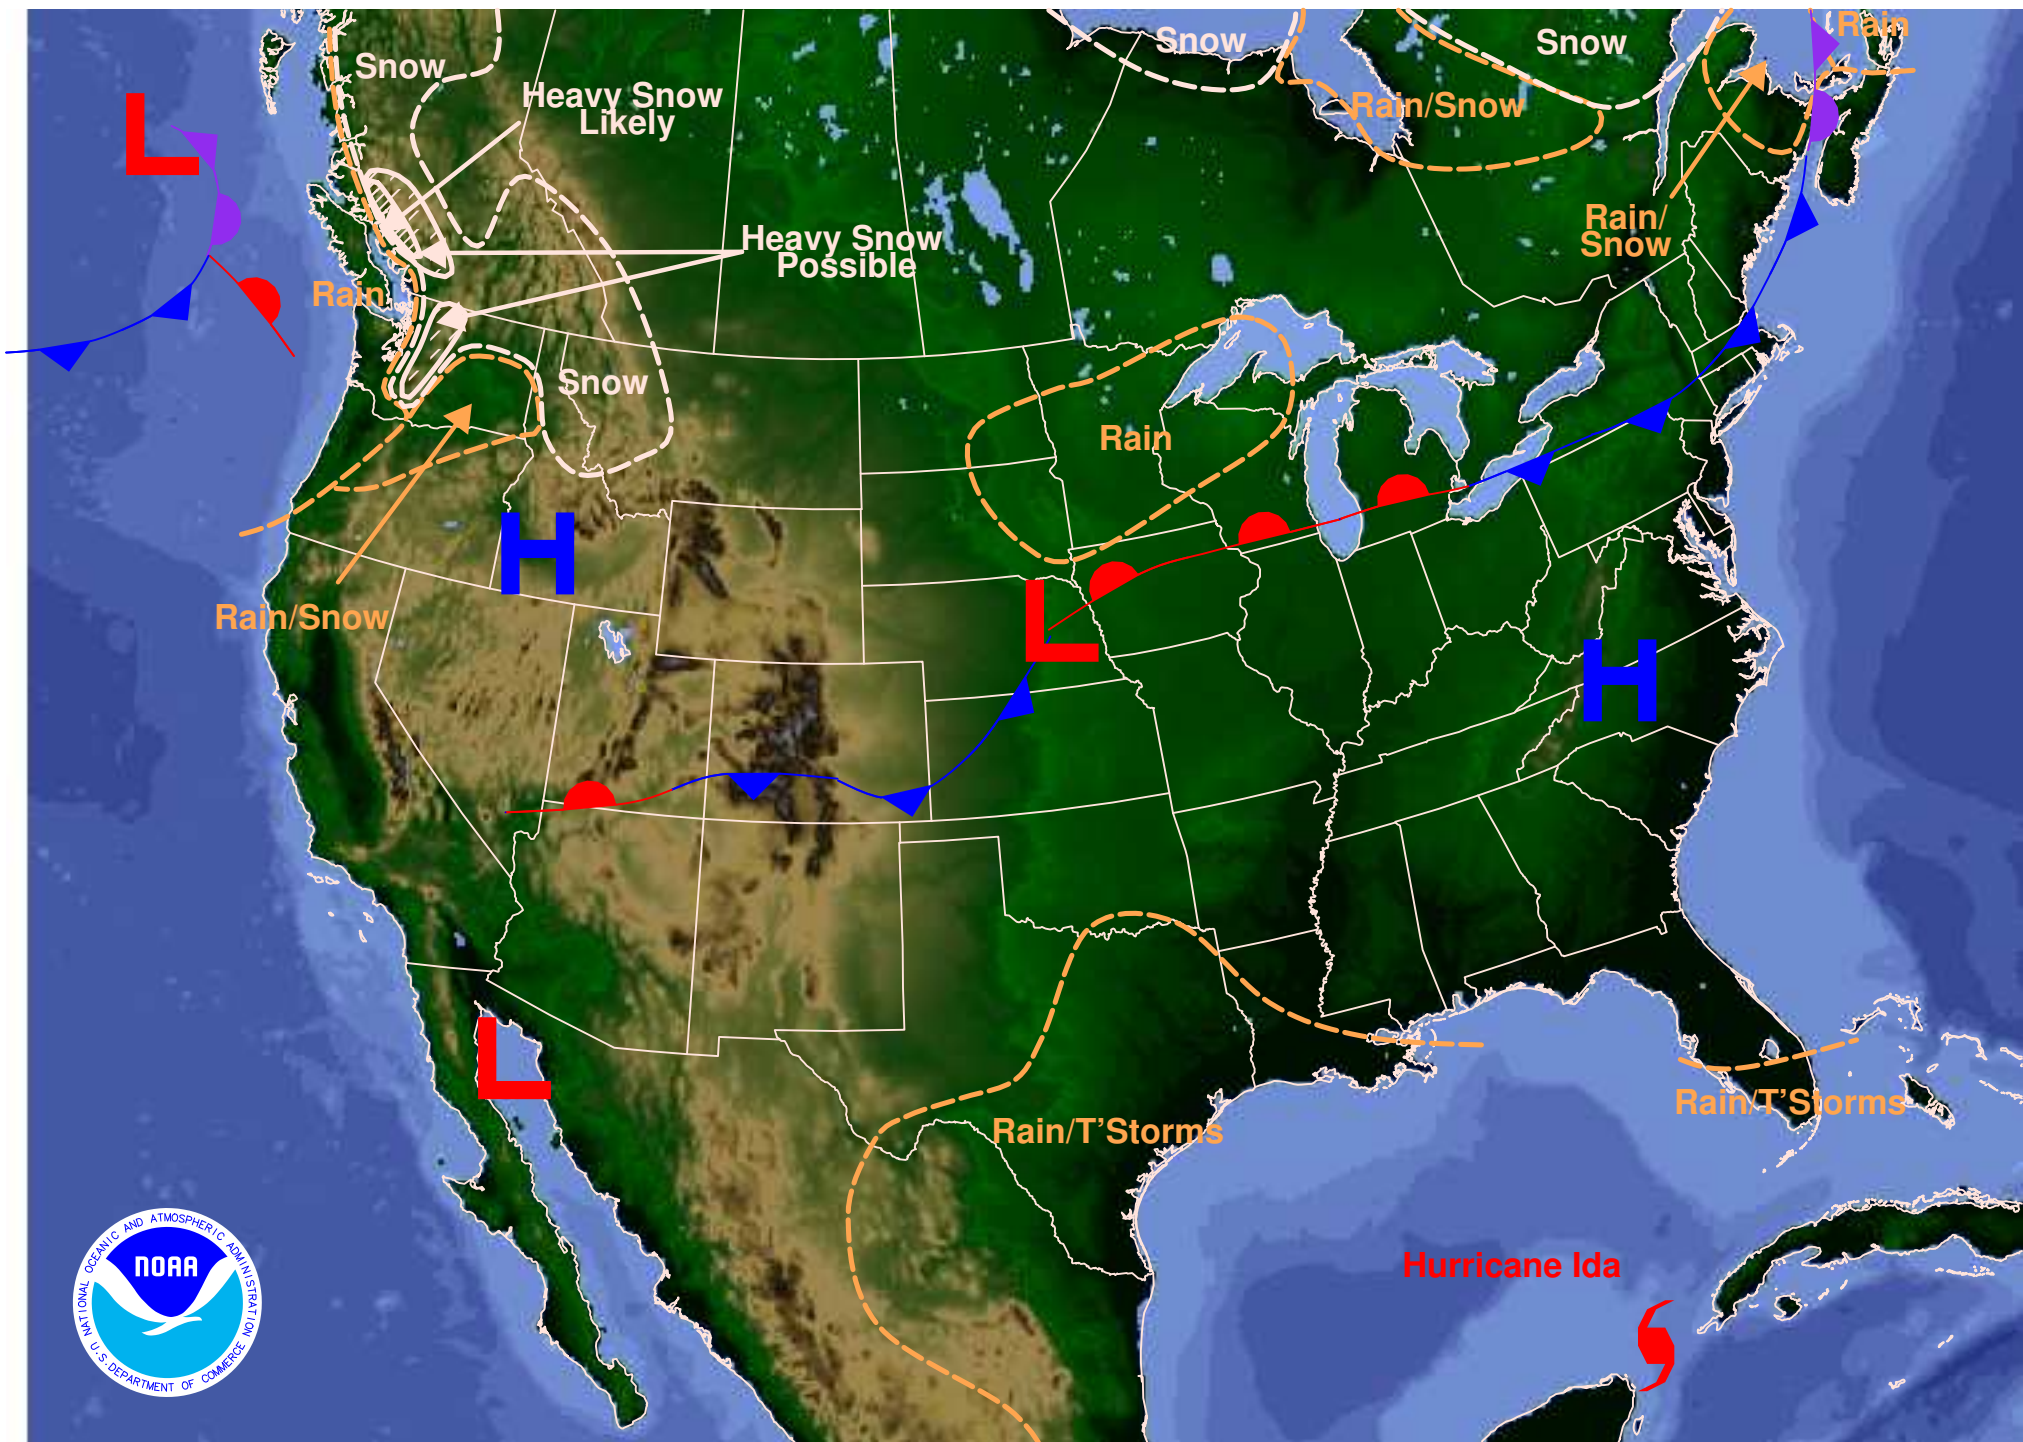 Rain
Snow
Snow
Snow
Heavy Snow
Likely
Rain/Snow
Rain/
Snow
L
Heavy Snow
Possible
Rain
Snow
Rain
H
Rain/Snow
L
H
L
Rain/T'Storms
Rain/T'Storms
Hurricane Ida
NATIONAL OCEANIC AND ATMOSPHERIC ADMINISTRATION
NOAA
U.S. DEPARTMENT OF COMMERCE